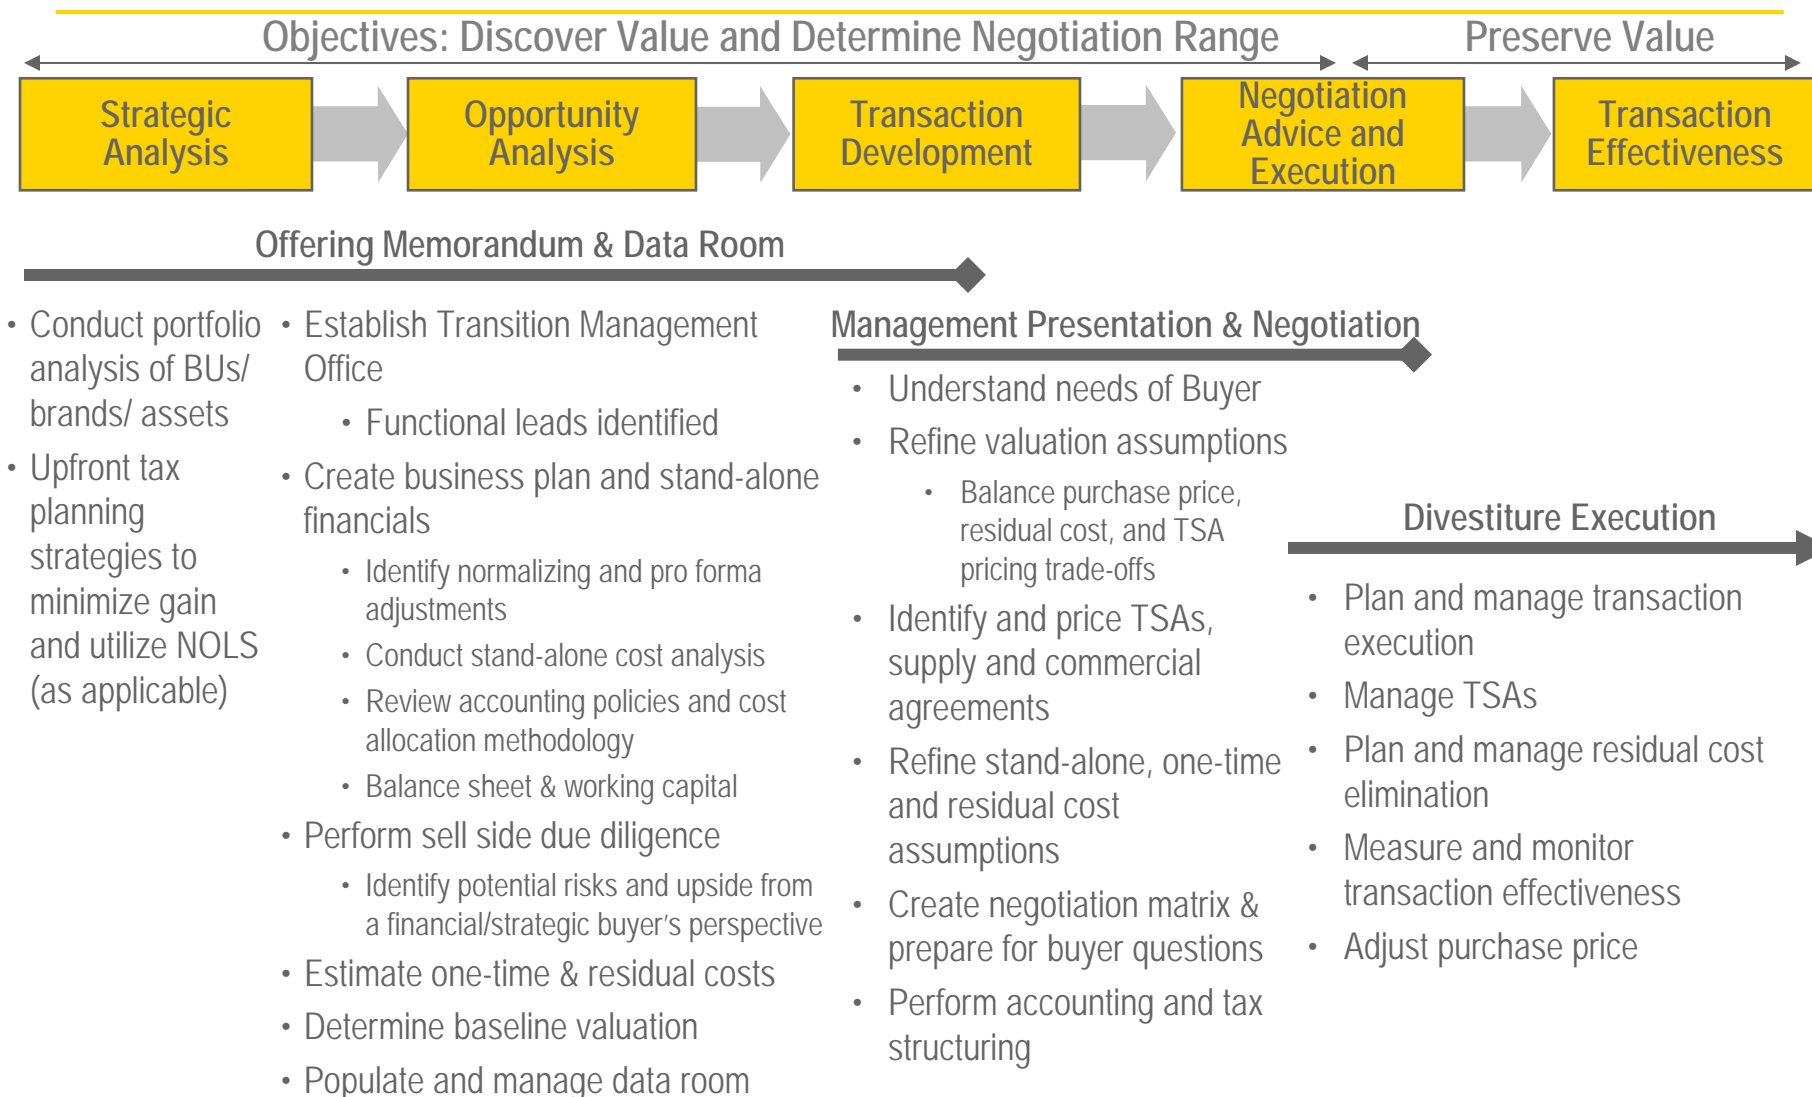 Objectives: Discover Value and Determine Negotiation Range
Preserve Value
Strategic
Analysis
Opportunity
Analysis
Transaction
Development
Negotiation
Advice and
Execution
Transaction
Effectiveness
Offering Memorandum & Data Room
• Conduct portfolio
analysis of BUs/
brands/ assets
• Upfront tax
planning
strategies to
minimize gain
and utilize NOLS
(as applicable)
• Establish Transition Management
Office
• Functional leads identified
• Create business plan and stand-alone
financials
• Identify normalizing and pro forma
adjustments
• Conduct stand-alone cost analysis
• Review accounting policies and cost
allocation methodology
• Balance sheet & working capital
• Perform sell side due diligence
• Identify potential risks and upside from
a financial/strategic buyer's perspective
• Estimate one-time & residual costs
• Determine baseline valuation
• Populate and manage data room
Management Presentation & Negotiation
• Understand needs of Buyer
• Refine valuation assumptions
• Balance purchase price,
residual cost, and TSA
pricing trade-offs
• Identify and price TSAs,
supply and commercial
agreements
• Refine stand-alone, one-time
and residual cost
assumptions
• Create negotiation matrix &
prepare for buyer questions
• Perform accounting and tax
structuring
Divestiture Execution
• Plan and manage transaction
execution
• Manage TSAs
• Plan and manage residual cost
elimination
• Measure and monitor
transaction effectiveness
• Adjust purchase price